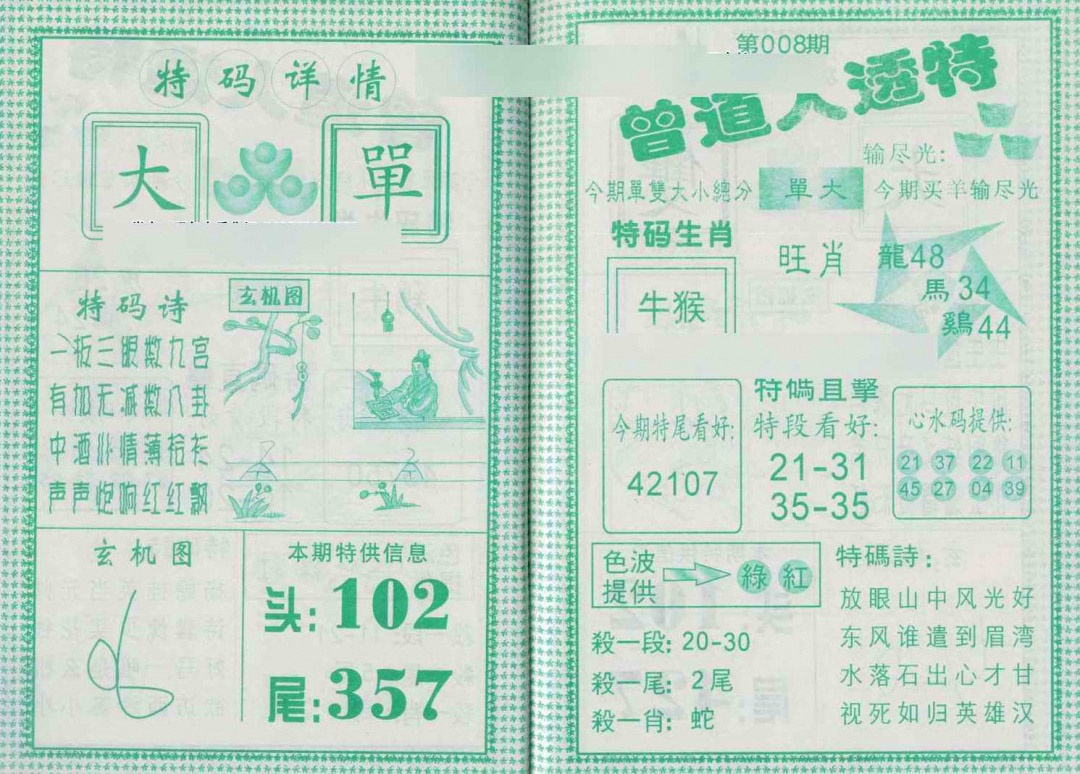 特码详情
大 單
特码诗
玄机图
一板三眼数九宫
有加无减数八卦
中酒心情薄拾衫
声声炮响红红飘
玄机图
本期特供信息
头:102
尾:357
第008期
曾道人透特
输尽光:
今期單雙大小總分 單大 今期买羊输尽光
特码生肖
牛猴
旺肖 龍48
馬34
鷄44
今期特尾看好:
42107
特碼且擊
特段看好:
21-31
35-35
心水码提供:
21 37 22 11
45 27 04 39
色波
提供
綠 紅
殺一段: 20-30
殺一尾: 2尾
殺一肖: 蛇
特碼詩:
放眼山中风光好
东风谁遣到眉湾
水落石出心才甘
视死如归英雄汉